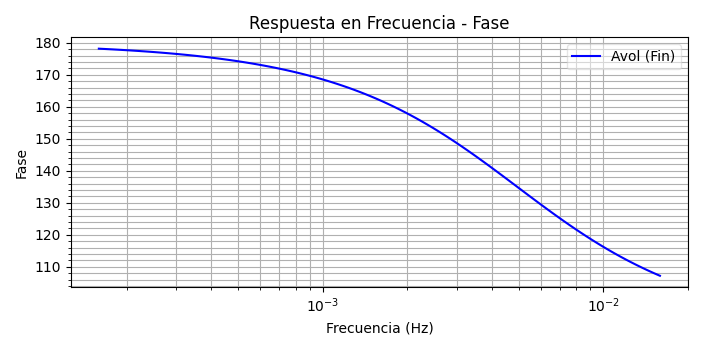 Respuesta en Frecuencia - Fase
Avol (Fin)
Fase
180
170
160
150
140
130
120
110
10⁻³
10⁻²
Frecuencia (Hz)